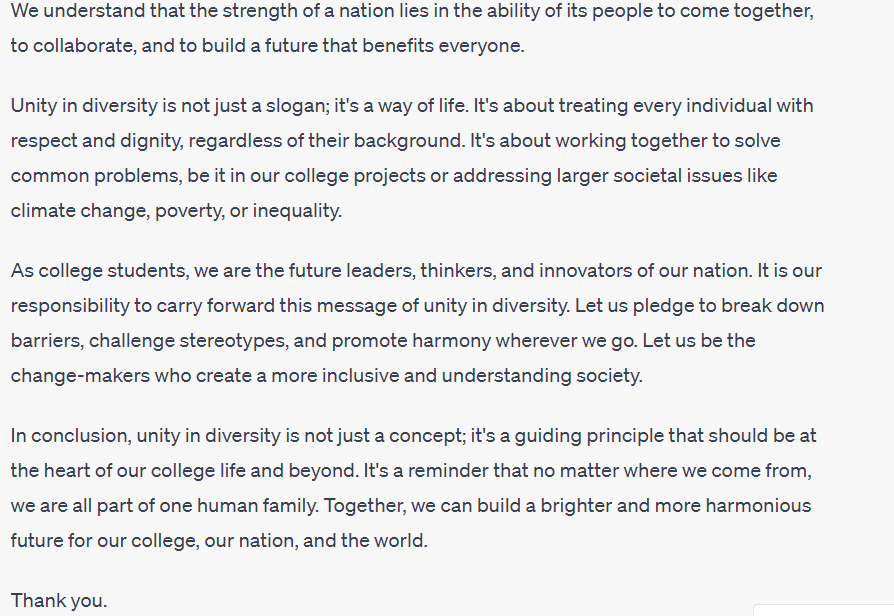 We understand that the strength of a nation lies in the ability of its people to come together,
to collaborate, and to build a future that benefits everyone.
Unity in diversity is not just a slogan; it's a way of life. It's about treating every individual with
respect and dignity, regardless of their background. It's about working together to solve
common problems, be it in our college projects or addressing larger societal issues like
climate change, poverty, or inequality.
As college students, we are the future leaders, thinkers, and innovators of our nation. It is our
responsibility to carry forward this message of unity in diversity. Let us pledge to break down
barriers, challenge stereotypes, and promote harmony wherever we go. Let us be the
change-makers who create a more inclusive and understanding society.
In conclusion, unity in diversity is not just a concept; it's a guiding principle that should be at
the heart of our college life and beyond. It's a reminder that no matter where we come from,
we are all part of one human family. Together, we can build a brighter and more harmonious
future for our college, our nation, and the world.
Thank you.